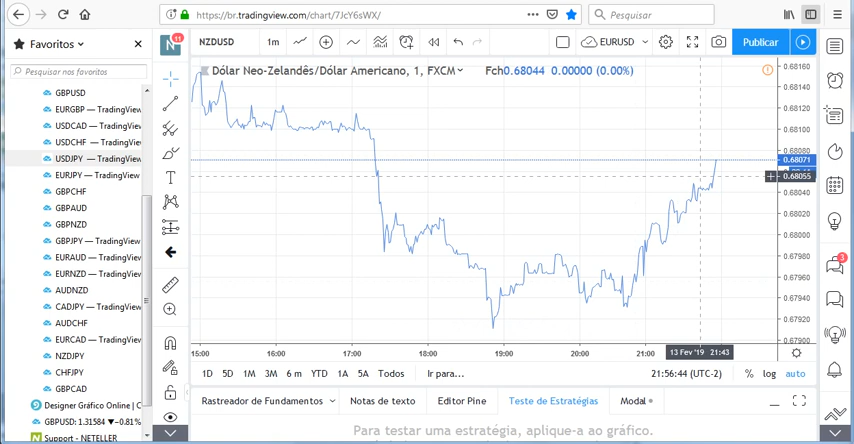 https://br.tradingview.com/chart/7JcY6sWX/
Pesquisar
Favoritos
Pesquisar nos favoritos
GBPUSD
EURGBP — TradingView
USDCAD — TradingView
USDCHF — TradingView
USDJPY — TradingView
EURJPY — TradingView
GBPCHF
GBPAUD
GBPNZD
GBPJPY — TradingView
EURAUD — TradingView
EURNZD — TradingView
AUDNZD
CADJPY — TradingView
AUDCHF
EURCAD — TradingView
NZDJPY
CHFJPY
GBPCAD
Designer Gráfico Online | C
GBPUSD: 1.31584 ▼−0.81%
Support - NETELLER
N 11
NZDUSD 1m EURUSD Publicar
Dólar Neo-Zelandês/Dólar Americano, 1, FXCM Fch0.68044 0.00000 (0.00%)
0.68160
0.68140
0.68120
0.68100
0.68080
0.68071
0.68055
0.68040
0.68020
0.68000
0.67980
0.67960
0.67940
0.67920
0.67900
15:00 16:00 17:00 18:00 19:00 20:00 21:00 13 Fev '19 21:43
1D 5D 1M 3M 6 m YTD 1A 5A Todos Ir para... 21:56:44 (UTC-2) % log auto
Rastreador de Fundamentos Notas de texto Editor Pine Teste de Estratégias Modal
Para testar uma estratégia, aplique-a ao gráfico.
3